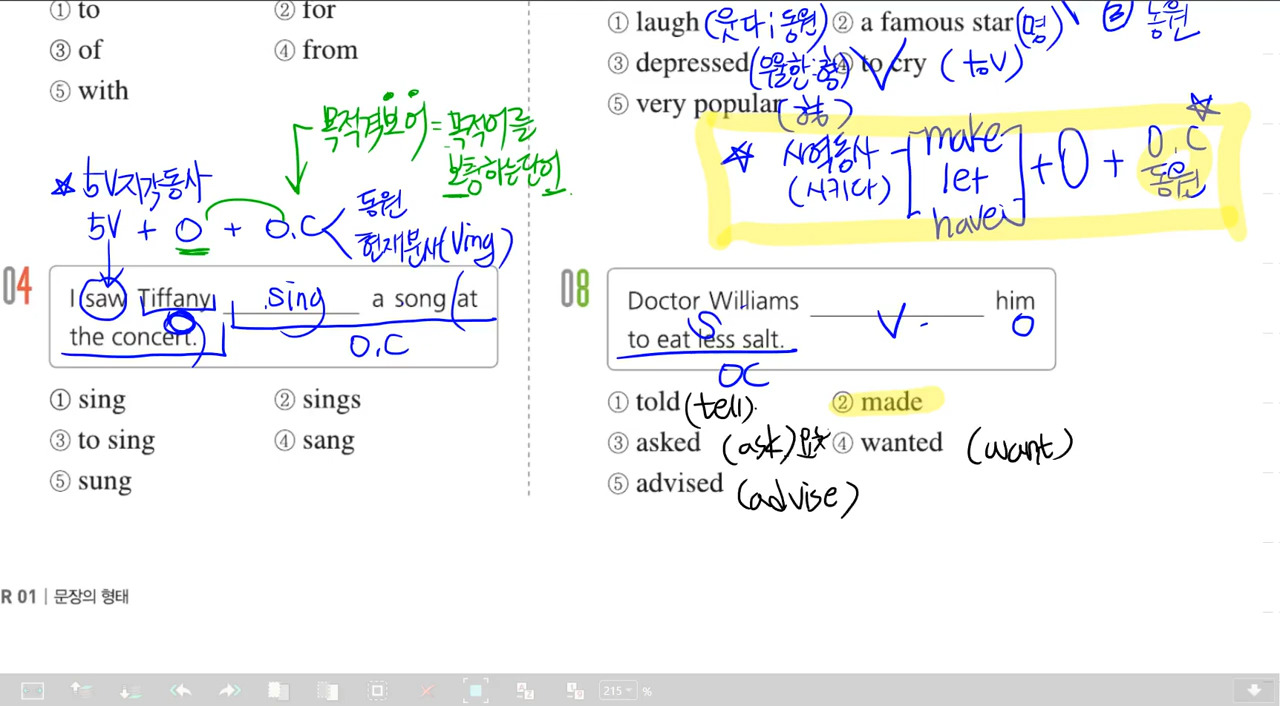 ① to ② for
③ of ④ from
⑤ with
목적격보어 = 목적어를
보통하는단어.
☆ 5V지각동사
5V + O + O.C 동원
현재분사(Ving)
04 I saw Tiffany sing a song at
the concert.
O.C
① sing ② sings
③ to sing ④ sang
⑤ sung
R 01 | 문장의 형태
① laugh (웃다; 동원) ② a famous star (명) ③ 동원
③ depressed (우울한.형) ④ to cry (toV)
⑤ very popular (형)
☆ 사역동사 - [make let have] + O + O.C 동원
(시키다)
08 Doctor Williams ________ him
S V O
to eat less salt.
OC
① told (tell) ② made
③ asked (ask) 요청 ④ wanted (want)
⑤ advised (advise)
215 %